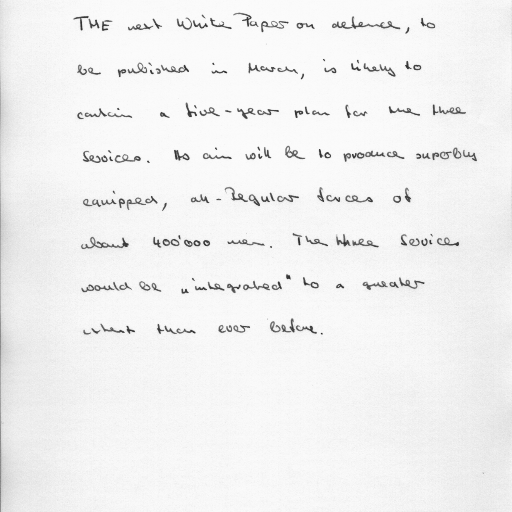 THE next White Paper on defence, to
be published in March, is likely to
contain a five-year plan for the three
Services. Its aim will be to produce superbly
equipped, all-Regular forces of
about 400'000 men. The three Services
would be "integrated" to a greater
extent than ever before.